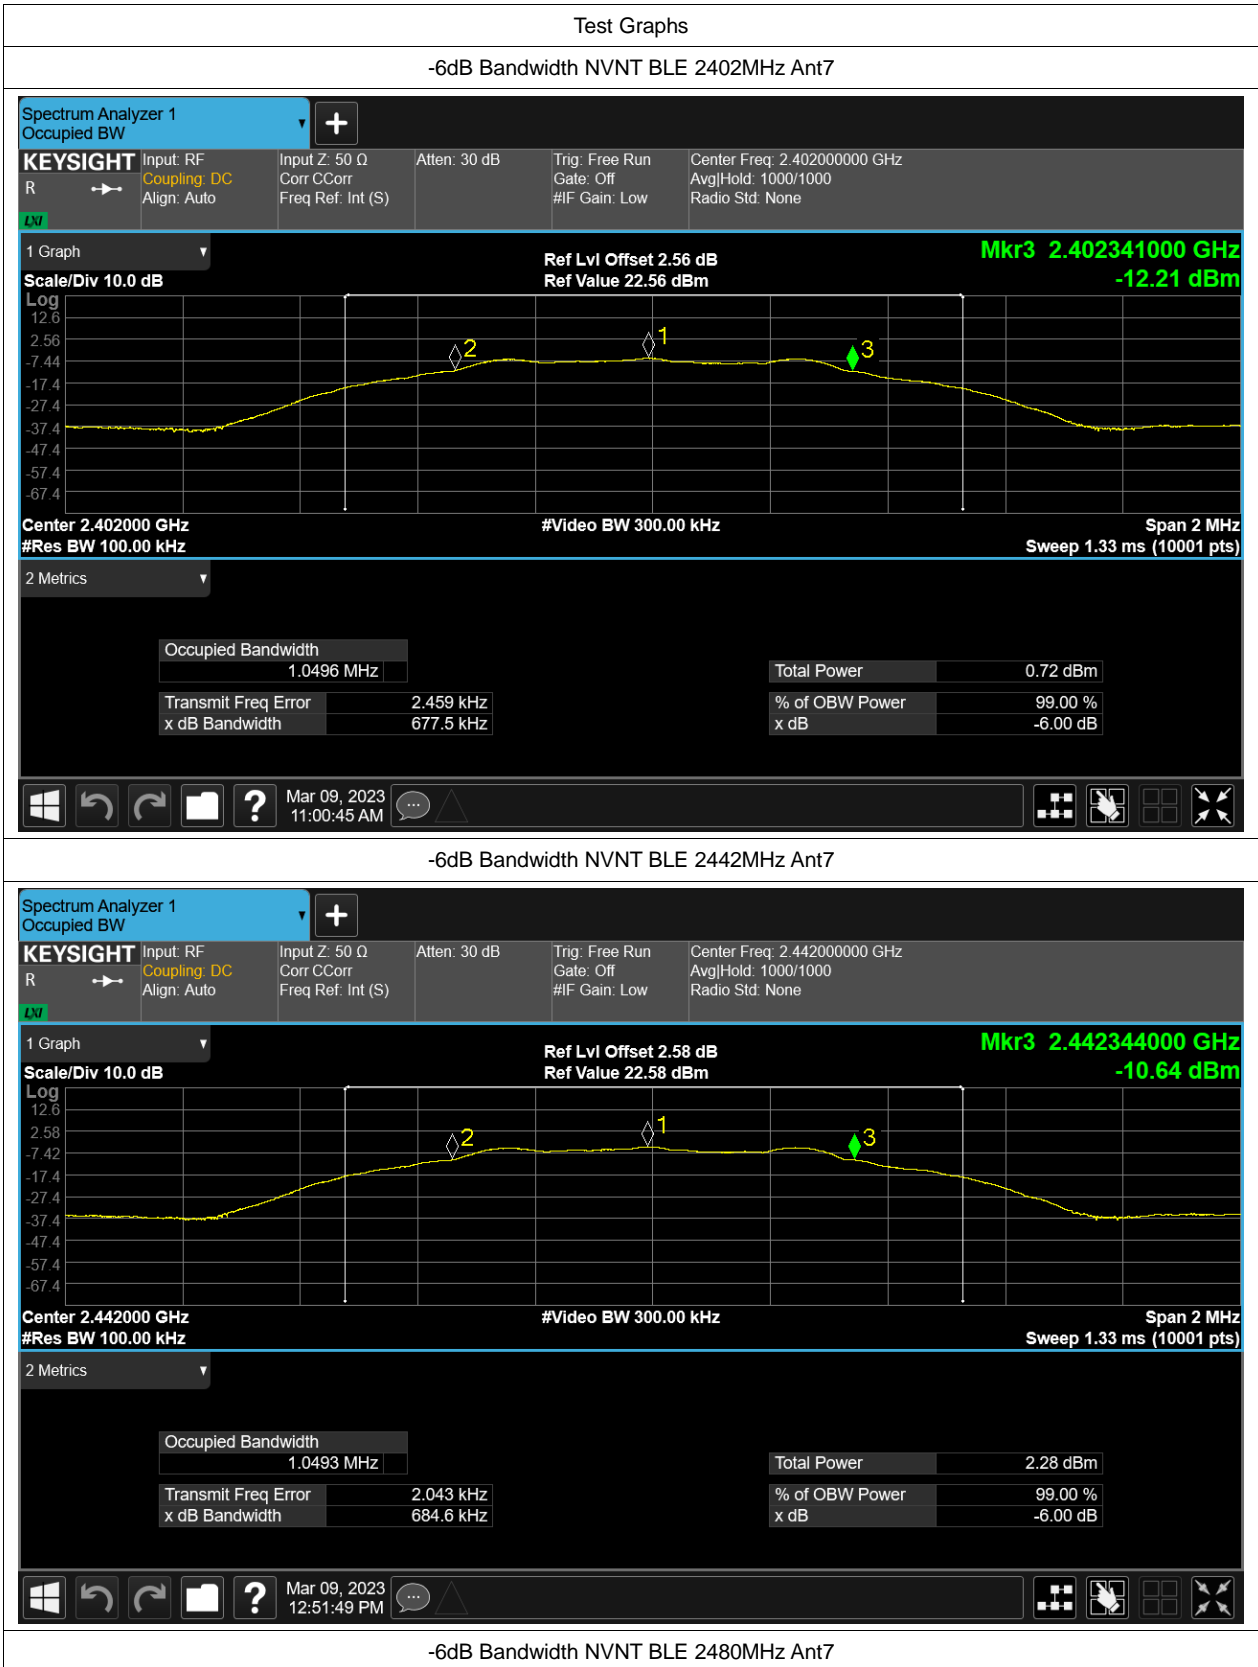 Test Graphs
-6dB Bandwidth NVNT BLE 2402MHz Ant7
Spectrum Analyzer 1
Occupied BW
KEYSIGHT
R
LXI
Input: RF
Coupling: DC
Align: Auto
Input Z: 50 Ω
Corr CCorr
Freq Ref: Int (S)
Atten: 30 dB
Trig: Free Run
Gate: Off
#IF Gain: Low
Center Freq: 2.402000000 GHz
Avg|Hold: 1000/1000
Radio Std: None
1 Graph
Scale/Div 10.0 dB
Ref Lvl Offset 2.56 dB
Ref Value 22.56 dBm
Mkr3 2.402341000 GHz
-12.21 dBm
Log
12.6
2.56
-7.44
-17.4
-27.4
-37.4
-47.4
-57.4
-67.4
2
1
3
Center 2.402000 GHz
#Res BW 100.00 kHz
#Video BW 300.00 kHz
Span 2 MHz
Sweep 1.33 ms (10001 pts)
2 Metrics
Occupied Bandwidth
1.0496 MHz
Transmit Freq Error 2.459 kHz
x dB Bandwidth 677.5 kHz
Total Power 0.72 dBm
% of OBW Power 99.00 %
x dB -6.00 dB
?
Mar 09, 2023
11:00:45 AM
-6dB Bandwidth NVNT BLE 2442MHz Ant7
Spectrum Analyzer 1
Occupied BW
KEYSIGHT
R
LXI
Input: RF
Coupling: DC
Align: Auto
Input Z: 50 Ω
Corr CCorr
Freq Ref: Int (S)
Atten: 30 dB
Trig: Free Run
Gate: Off
#IF Gain: Low
Center Freq: 2.442000000 GHz
Avg|Hold: 1000/1000
Radio Std: None
1 Graph
Scale/Div 10.0 dB
Ref Lvl Offset 2.58 dB
Ref Value 22.58 dBm
Mkr3 2.442344000 GHz
-10.64 dBm
Log
12.6
2.58
-7.42
-17.4
-27.4
-37.4
-47.4
-57.4
-67.4
2
1
3
Center 2.442000 GHz
#Res BW 100.00 kHz
#Video BW 300.00 kHz
Span 2 MHz
Sweep 1.33 ms (10001 pts)
2 Metrics
Occupied Bandwidth
1.0493 MHz
Transmit Freq Error 2.043 kHz
x dB Bandwidth 684.6 kHz
Total Power 2.28 dBm
% of OBW Power 99.00 %
x dB -6.00 dB
?
Mar 09, 2023
12:51:49 PM
-6dB Bandwidth NVNT BLE 2480MHz Ant7